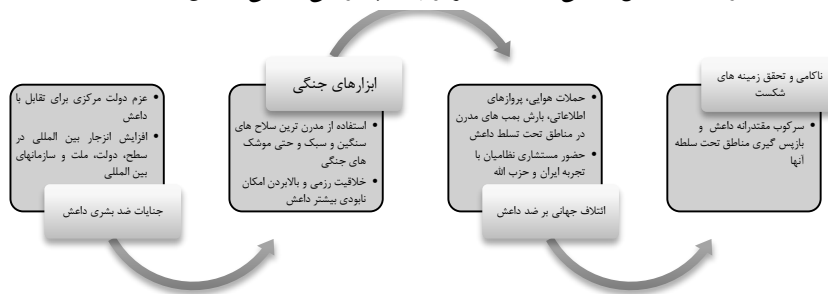 عزم دولت مرکزی برای تقابل با
داعش
افزایش انزجار بین المللی در
سطح، دولت، ملت و سازمانهای
بین المللی
جنایات ضد بشری داعش
ابزارهای جنگی
استفاده از مدرن ترین سلاح های
سنگین و سبک و حتی موشک
های جنگی
خلاقیت رزمی و بالابردن امکان
نابودی بیشتر داعش
حملات هوایی، پروازهای
اطلاعاتی، بارش بمب های مدرن
در مناطق تحت تسلط داعش
حضور مستشاری نظامیان با
تجربه ایران و حزب الله
ائتلاف جهانی بر ضد داعش
ناکامی و تحقق زمینه های
شکست
سرکوب مقتدرانه داعش و
بازپس گیری مناطق تحت سلطه
آنها